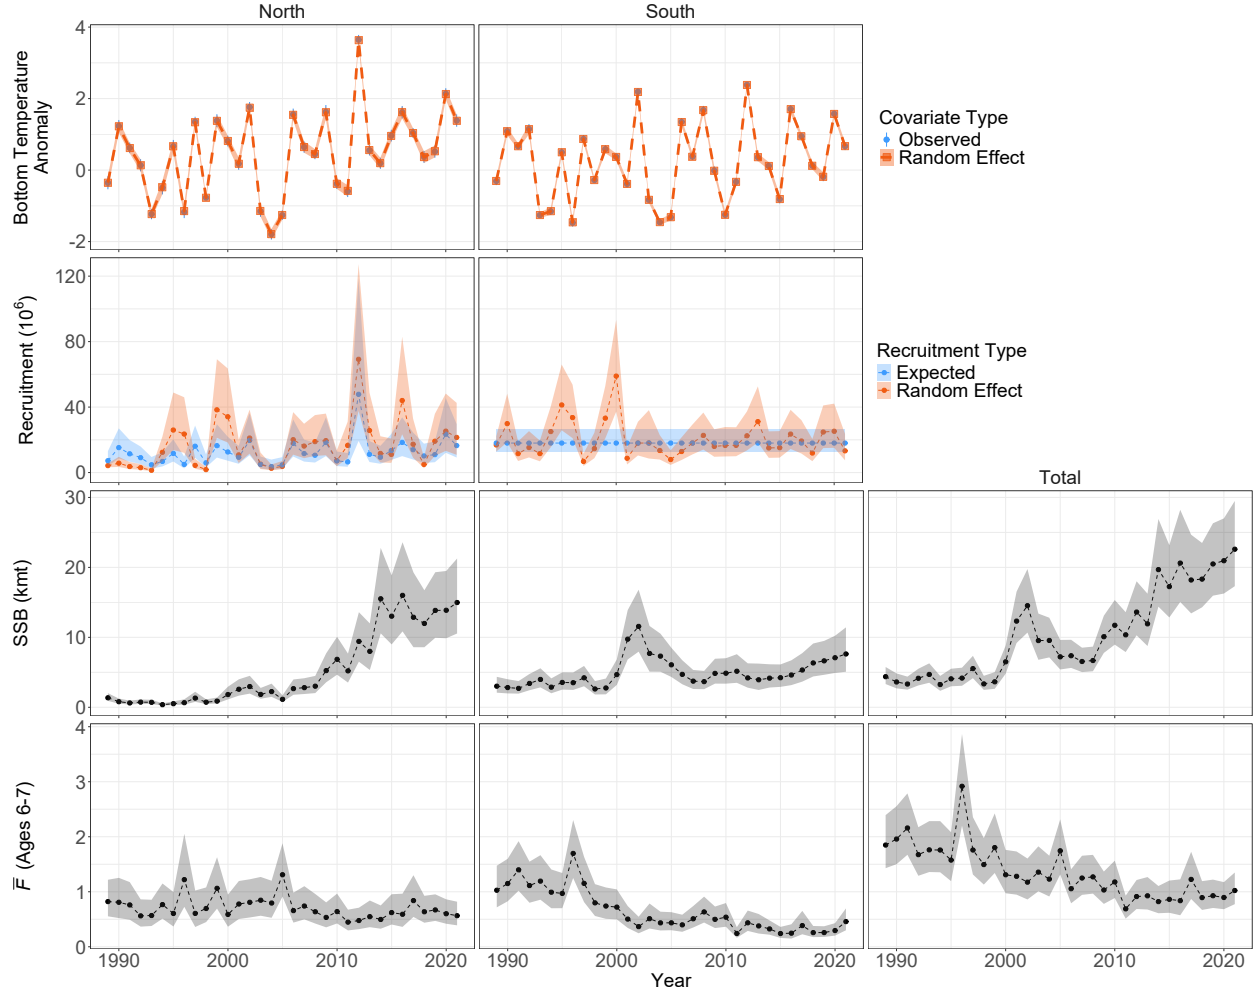 North
South
Bottom Temperature
Anomaly
4
2
0
-2
Covariate Type
Observed
Random Effect
Recruitment (10⁶)
120
80
40
0
Recruitment Type
Expected
Random Effect
Total
SSB (kmt)
30
20
10
0
F̅ (Ages 6-7)
4
3
2
1
0
1990 2000 2010 2020 1990 2000 2010 2020 1990 2000 2010 2020
Year